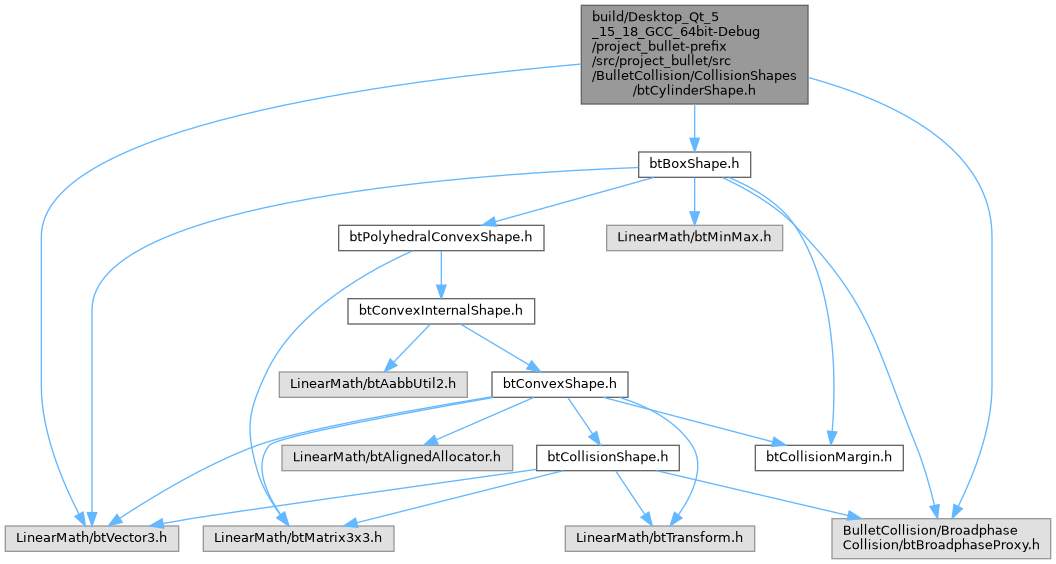 build/Desktop_Qt_5
_15_18_GCC_64bit-Debug
/project_bullet-prefix
/src/project_bullet/src
/BulletCollision/CollisionShapes
/btCylinderShape.h
btBoxShape.h
btPolyhedralConvexShape.h
LinearMath/btMinMax.h
btConvexInternalShape.h
LinearMath/btAabbUtil2.h
btConvexShape.h
LinearMath/btAlignedAllocator.h
btCollisionShape.h
btCollisionMargin.h
LinearMath/btVector3.h
LinearMath/btMatrix3x3.h
LinearMath/btTransform.h
BulletCollision/Broadphase
Collision/btBroadphaseProxy.h